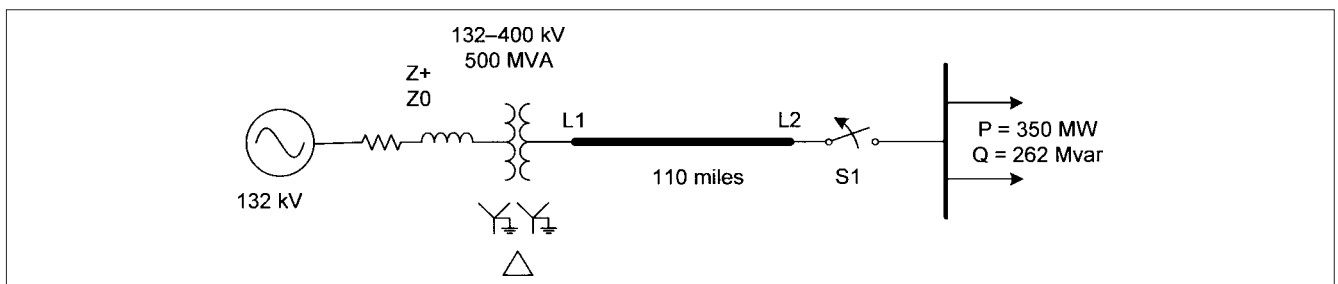 132–400 kV
500 MVA
Z+
Z0
L1
L2
P = 350 MW
Q = 262 Mvar
110 miles
S1
132 kV